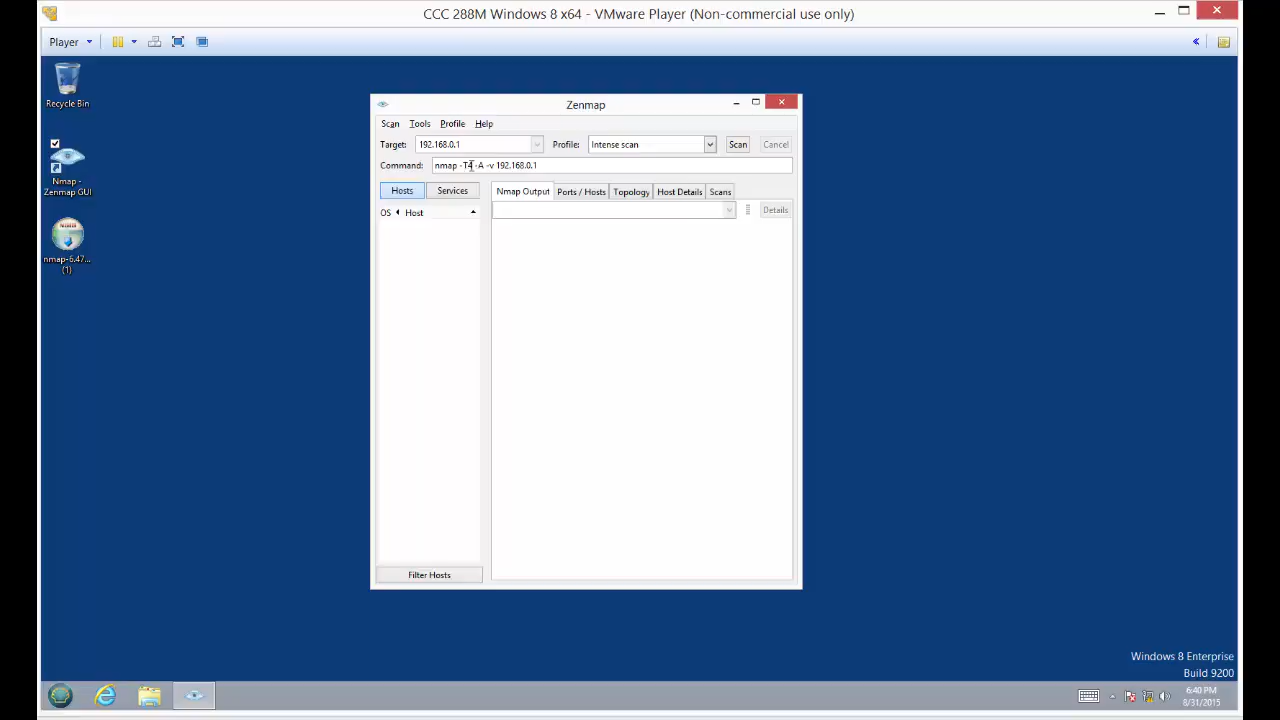 CCC 288M Windows 8 x64 - VMware Player (Non-commercial use only)
Player
Recycle Bin
Nmap -
Zenmap GUI
nmap-6.47...
(1)
Zenmap
Scan Tools Profile Help
Target: 192.168.0.1 Profile: Intense scan Scan Cancel
Command: nmap -T4 -A -v 192.168.0.1
Hosts Services
Nmap Output Ports / Hosts Topology Host Details Scans
OS Host
Details
Filter Hosts
Windows 8 Enterprise
Build 9200
6:40 PM
8/31/2015